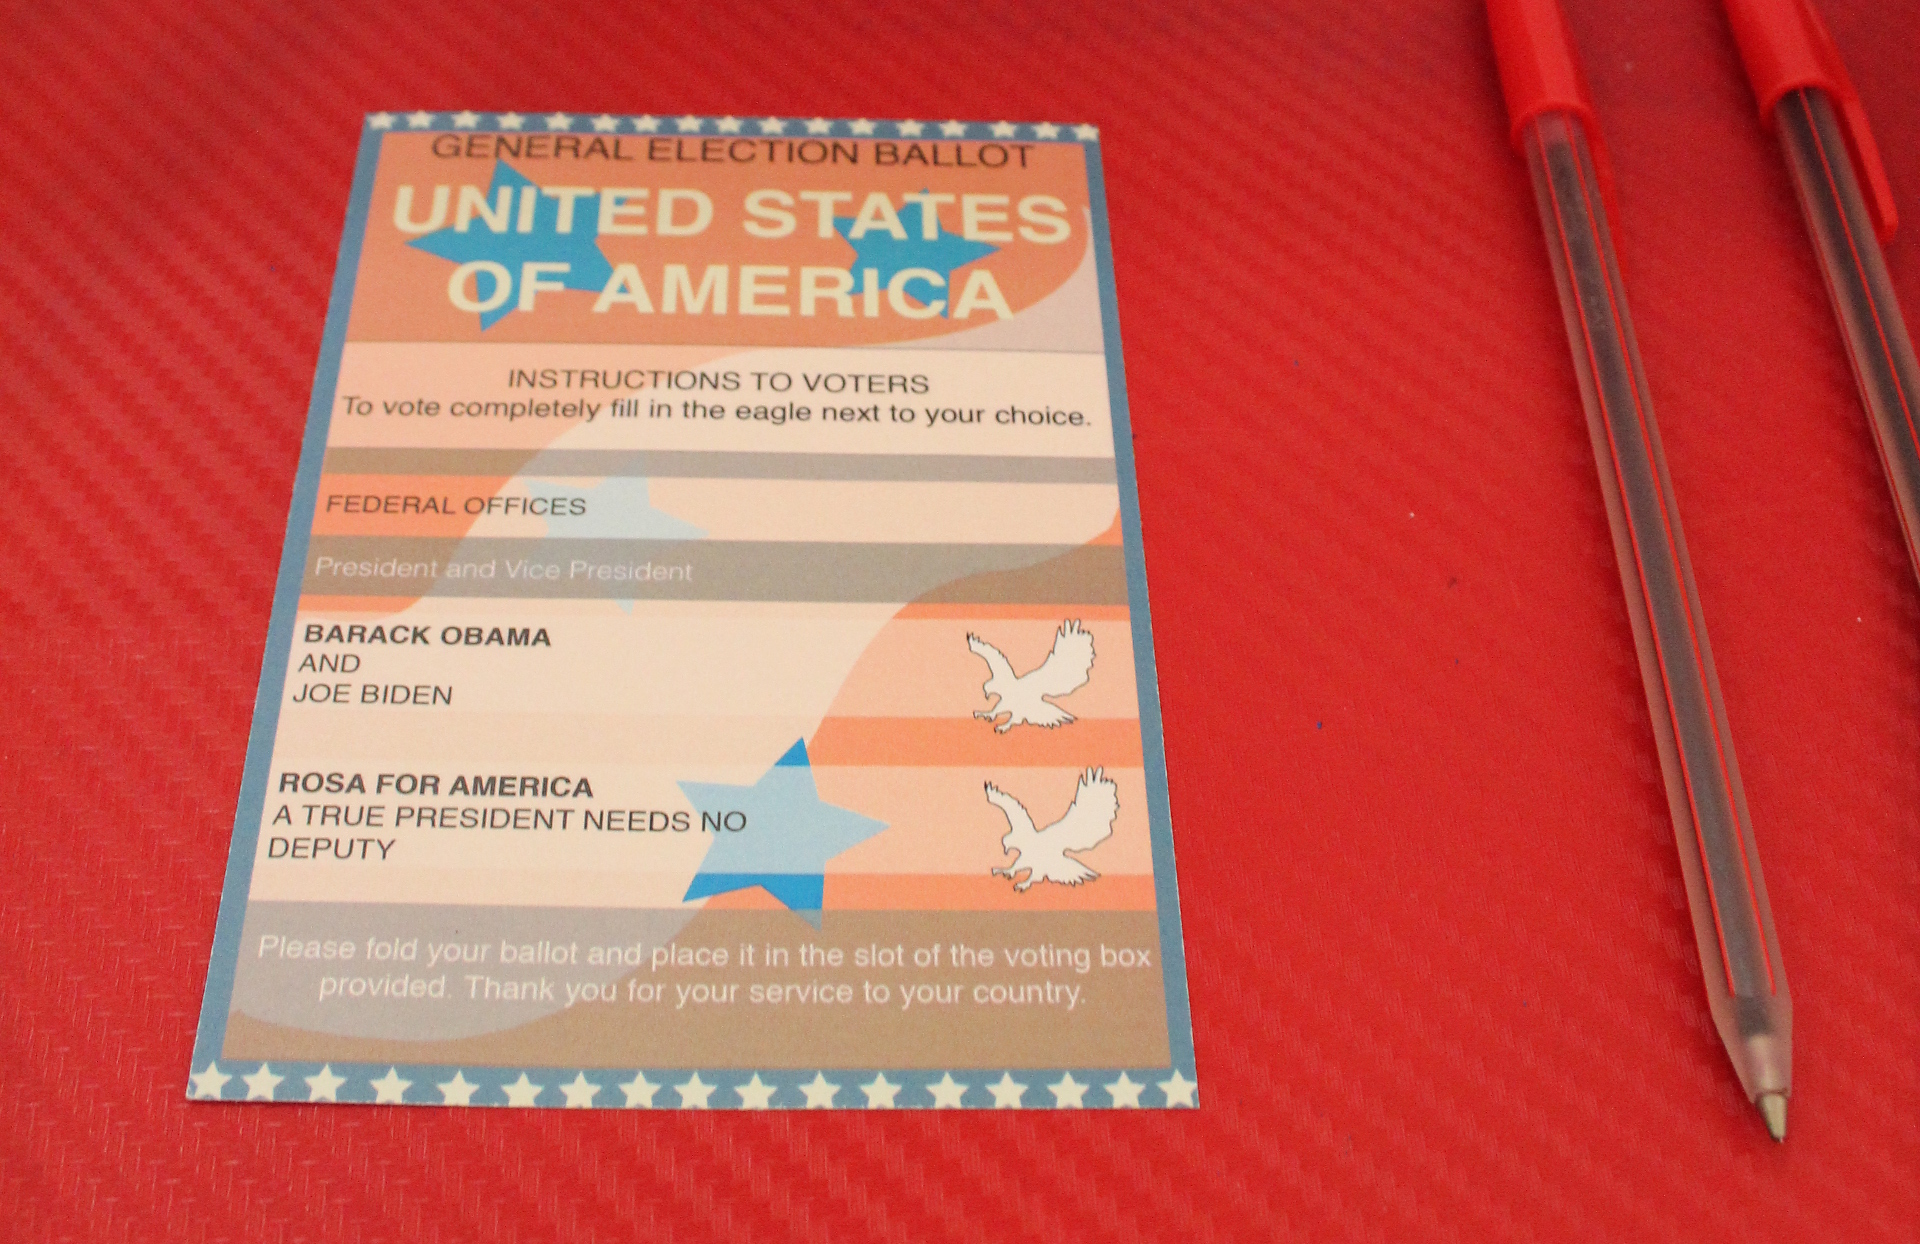 GENERAL ELECTION BALLOT
UNITED STATES
OF AMERICA
INSTRUCTIONS TO VOTERS
To vote completely fill in the eagle next to your choice.
FEDERAL OFFICES
President and Vice President
BARACK OBAMA
AND
JOE BIDEN
ROSA FOR AMERICA
A TRUE PRESIDENT NEEDS NO
DEPUTY
Please fold your ballot and place it in the slot of the voting box
provided. Thank you for your service to your country.